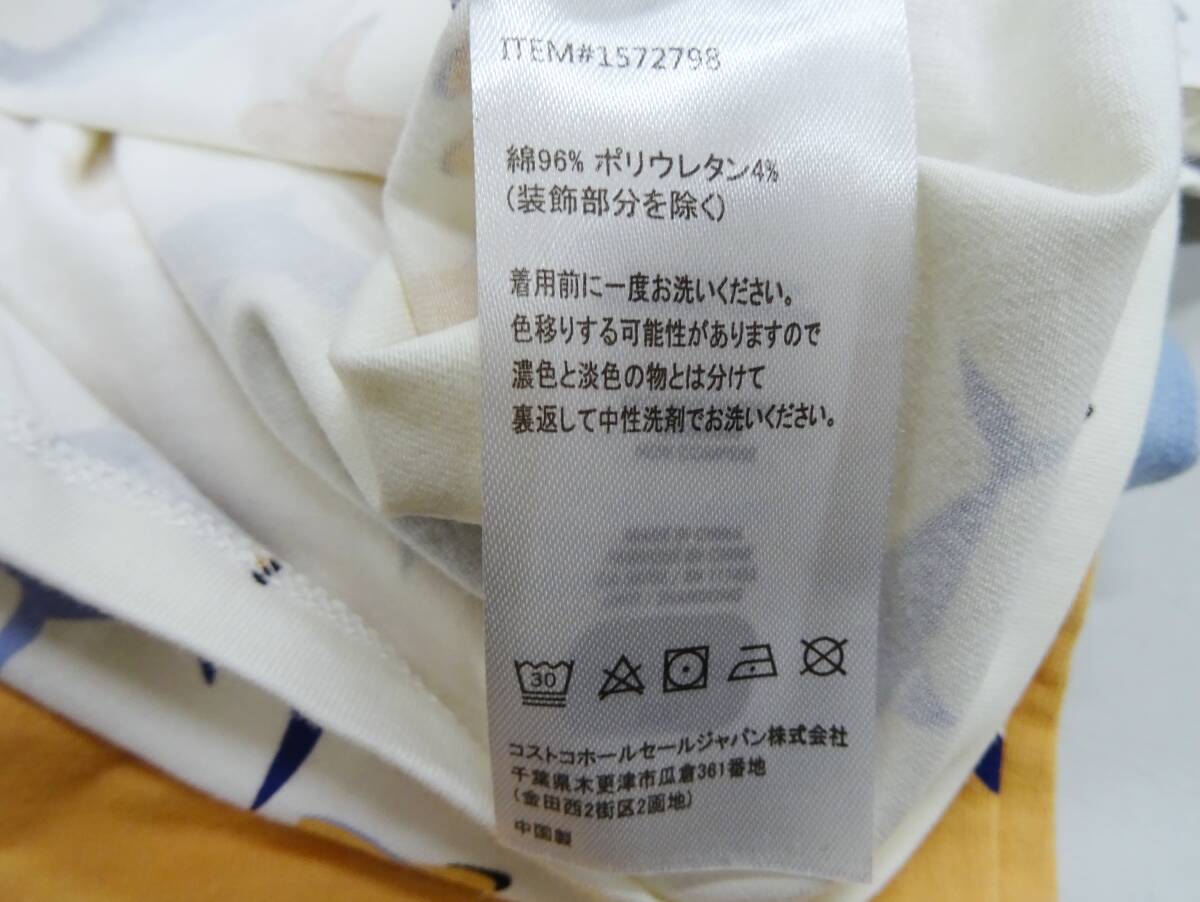 ITEM#1572798
綿96% ポリウレタン4%
(装飾部分を除く)
着用前に一度お洗いください。
色移りする可能性がありますので
濃色と淡色の物とは分けて
裏返して中性洗剤でお洗いください。
30
コストコホールセールジャパン株式会社
千葉県木更津市瓜倉361番地
(金田西2街区2画地)
中国製